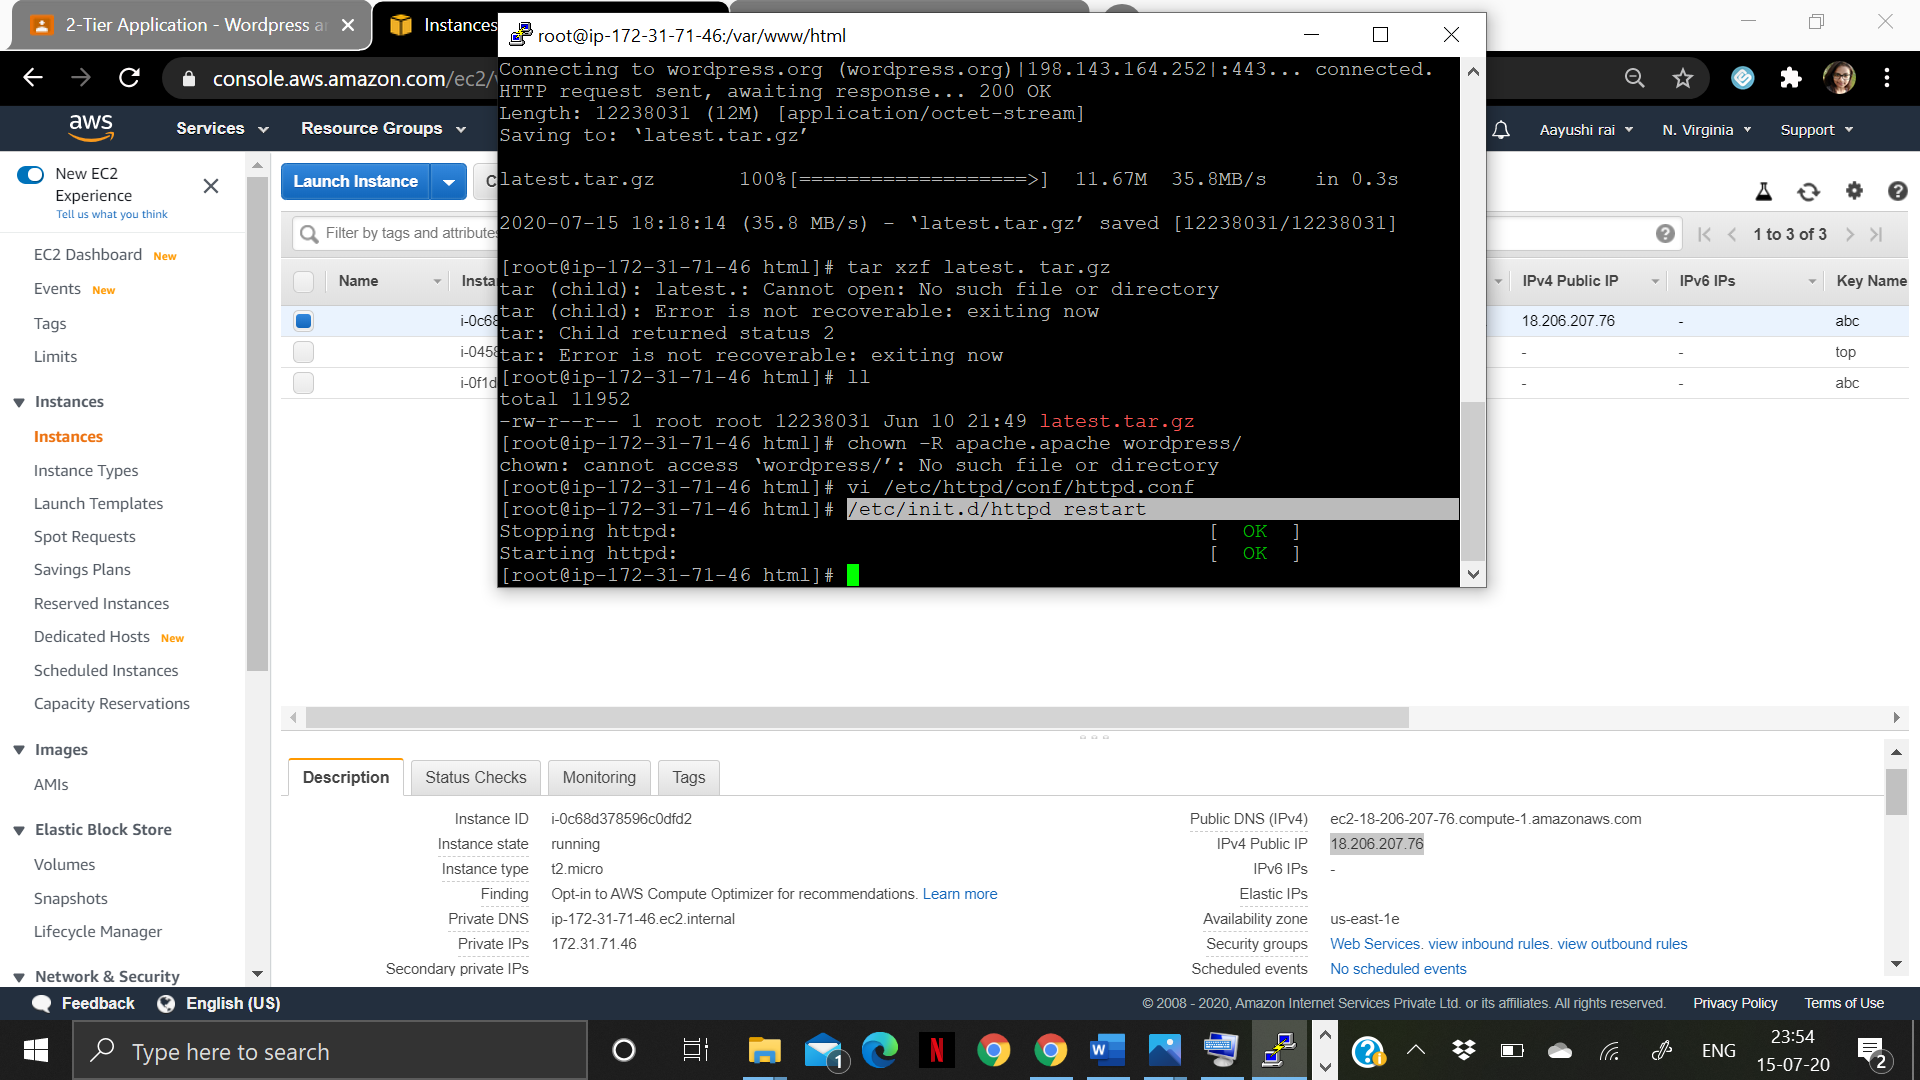 2-Tier Application - Wordpress a
Instances
root@ip-172-31-71-46:/var/www/html
console.aws.amazon.com/ec2/
aws
Services
Resource Groups
Aayushi rai
N. Virginia
Support
Connecting to wordpress.org (wordpress.org)|198.143.164.252|:443... connected.
HTTP request sent, awaiting response... 200 OK
Length: 12238031 (12M) [application/octet-stream]
Saving to: ‘latest.tar.gz’
latest.tar.gz 100%[===================>] 11.67M 35.8MB/s in 0.3s
2020-07-15 18:18:14 (35.8 MB/s) - ‘latest.tar.gz’ saved [12238031/12238031]
[root@ip-172-31-71-46 html]# tar xzf latest. tar.gz
tar (child): latest.: Cannot open: No such file or directory
tar (child): Error is not recoverable: exiting now
tar: Child returned status 2
tar: Error is not recoverable: exiting now
[root@ip-172-31-71-46 html]# ll
total 11952
-rw-r--r-- 1 root root 12238031 Jun 10 21:49 latest.tar.gz
[root@ip-172-31-71-46 html]# chown -R apache.apache wordpress/
chown: cannot access ‘wordpress/’: No such file or directory
[root@ip-172-31-71-46 html]# vi /etc/httpd/conf/httpd.conf
[root@ip-172-31-71-46 html]# /etc/init.d/httpd restart
Stopping httpd: [ OK ]
Starting httpd: [ OK ]
[root@ip-172-31-71-46 html]#
New EC2
Experience
Tell us what you think
EC2 Dashboard New
Events New
Tags
Limits
Instances
Instances
Instance Types
Launch Templates
Spot Requests
Savings Plans
Reserved Instances
Dedicated Hosts New
Scheduled Instances
Capacity Reservations
Images
AMIs
Elastic Block Store
Volumes
Snapshots
Lifecycle Manager
Network & Security
Launch Instance
C
Filter by tags and attributes
1 to 3 of 3
Name Insta IPv4 Public IP IPv6 IPs Key Name
i-0c68 18.206.207.76 - abc
i-0458 - - top
i-0f1d - - abc
Description
Status Checks
Monitoring
Tags
Instance ID i-0c68d378596c0dfd2
Instance state running
Instance type t2.micro
Finding Opt-in to AWS Compute Optimizer for recommendations. Learn more
Private DNS ip-172-31-71-46.ec2.internal
Private IPs 172.31.71.46
Secondary private IPs
Public DNS (IPv4) ec2-18-206-207-76.compute-1.amazonaws.com
IPv4 Public IP 18.206.207.76
IPv6 IPs -
Elastic IPs
Availability zone us-east-1e
Security groups Web Services. view inbound rules. view outbound rules
Scheduled events No scheduled events
Feedback
English (US)
© 2008 - 2020, Amazon Internet Services Private Ltd. or its affiliates. All rights reserved.
Privacy Policy
Terms of Use
Type here to search
1
N
W
ENG
23:54
15-07-20
2